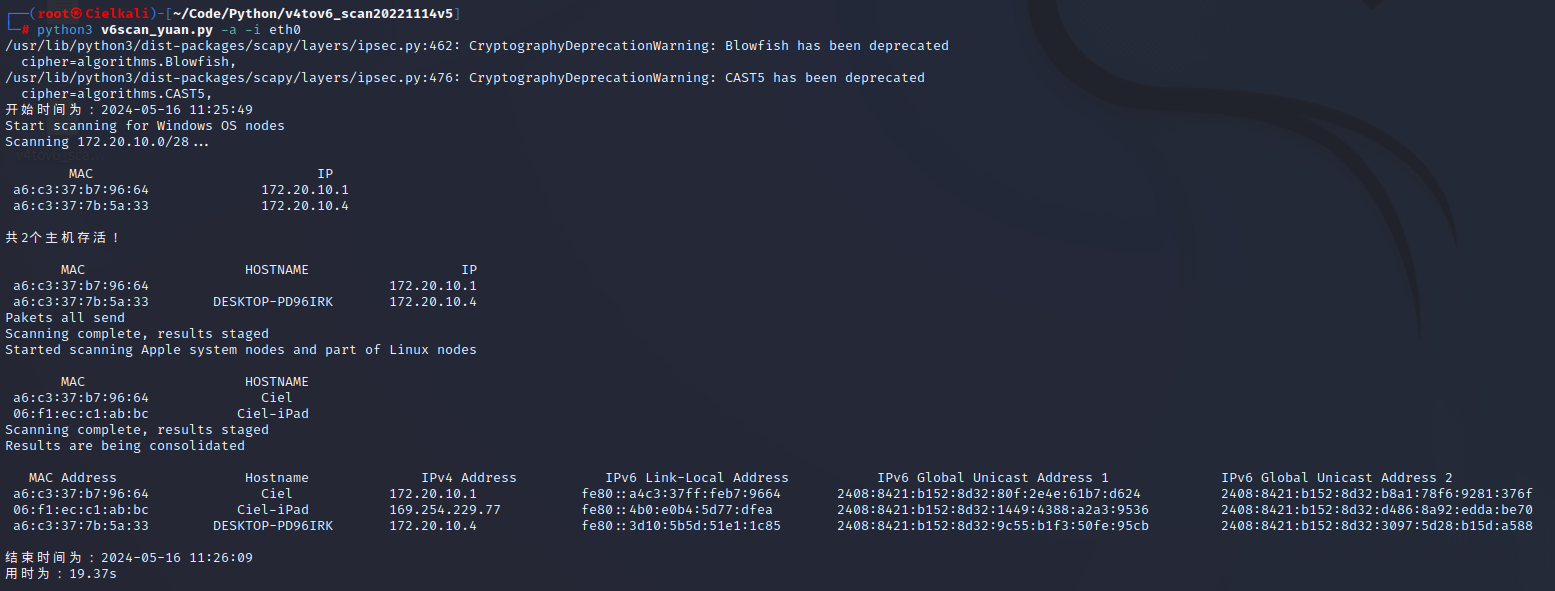 ┌──(root㉿Cielkali)-[~/Code/Python/v4tov6_scan20221114v5]
└─# python3 v6scan_yuan.py -a -i eth0
/usr/lib/python3/dist-packages/scapy/layers/ipsec.py:462: CryptographyDeprecationWarning: Blowfish has been deprecated
cipher=algorithms.Blowfish,
/usr/lib/python3/dist-packages/scapy/layers/ipsec.py:476: CryptographyDeprecationWarning: CAST5 has been deprecated
cipher=algorithms.CAST5,
开始时间为：2024-05-16 11:25:49
Start scanning for Windows OS nodes
Scanning 172.20.10.0/28...
MAC IP
a6:c3:37:b7:96:64 172.20.10.1
a6:c3:37:7b:5a:33 172.20.10.4
共2个主机存活！
MAC HOSTNAME IP
a6:c3:37:b7:96:64 172.20.10.1
a6:c3:37:7b:5a:33 DESKTOP-PD96IRK 172.20.10.4
Pakets all send
Scanning complete, results staged
Started scanning Apple system nodes and part of Linux nodes
MAC HOSTNAME
a6:c3:37:b7:96:64 Ciel
06:f1:ec:c1:ab:bc Ciel-iPad
Scanning complete, results staged
Results are being consolidated
MAC Address Hostname IPv4 Address IPv6 Link-Local Address IPv6 Global Unicast Address 1 IPv6 Global Unicast Address 2
a6:c3:37:b7:96:64 Ciel 172.20.10.1 fe80::a4c3:37ff:feb7:9664 2408:8421:b152:8d32:80f:2e4e:61b7:d624 2408:8421:b152:8d32:b8a1:78f6:9281:376f
06:f1:ec:c1:ab:bc Ciel-iPad 169.254.229.77 fe80::4b0:e0b4:5d77:dfea 2408:8421:b152:8d32:1449:4388:a2a3:9536 2408:8421:b152:8d32:d486:8a92:edda:be70
a6:c3:37:7b:5a:33 DESKTOP-PD96IRK 172.20.10.4 fe80::3d10:5b5d:51e1:1c85 2408:8421:b152:8d32:9c55:b1f3:50fe:95cb 2408:8421:b152:8d32:3097:5d28:b15d:a588
结束时间为：2024-05-16 11:26:09
用时为：19.37s